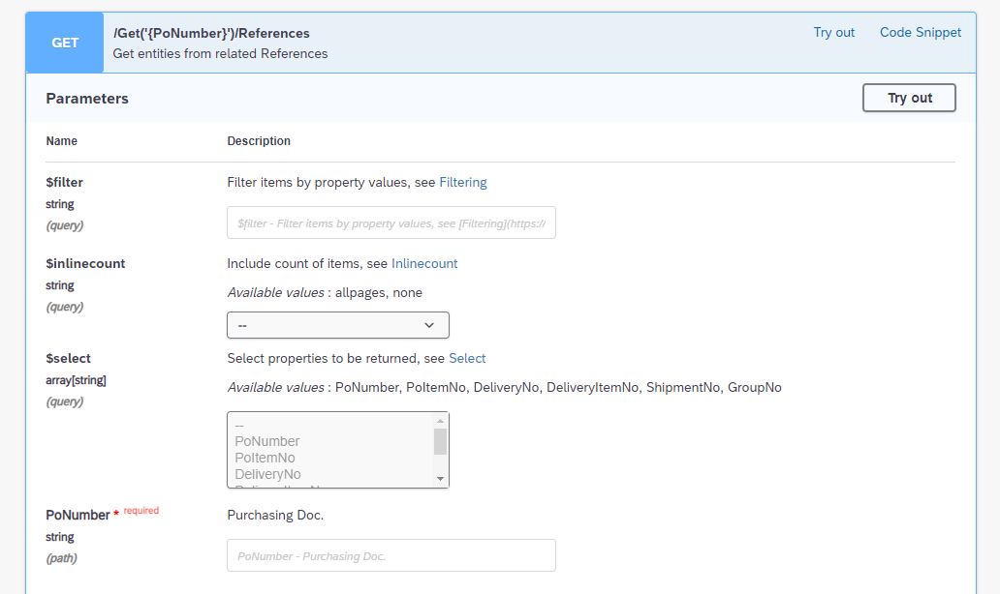 GET
/Get('{PoNumber}')/References
Try out
Code Snippet
Get entities from related References
Parameters
Try out
Name
Description
$filter
Filter items by property values, see Filtering
string
(query)
$filter - Filter items by property values, see [Filtering](https://
$inlinecount
Include count of items, see Inlinecount
string
Available values : allpages, none
(query)
--
$select
Select properties to be returned, see Select
array[string]
Available values : PoNumber, PoItemNo, DeliveryNo, DeliveryItemNo, ShipmentNo, GroupNo
(query)
--
PoNumber
PoItemNo
DeliveryNo
PoNumber * required
Purchasing Doc.
string
(path)
PoNumber - Purchasing Doc.